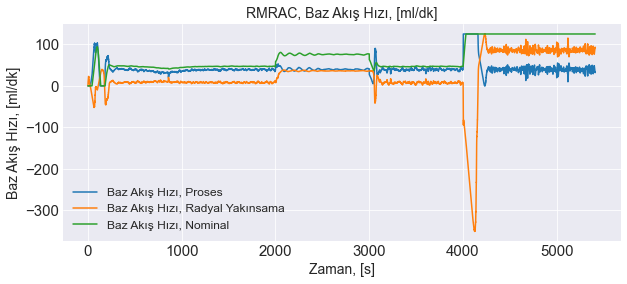 RMRAC, Baz Akış Hızı, [ml/dk]
100
0
−100
−200
−300
Baz Akış Hızı, [ml/dk]
Baz Akış Hızı, Proses
Baz Akış Hızı, Radyal Yakınsama
Baz Akış Hızı, Nominal
0 1000 2000 3000 4000 5000
Zaman, [s]